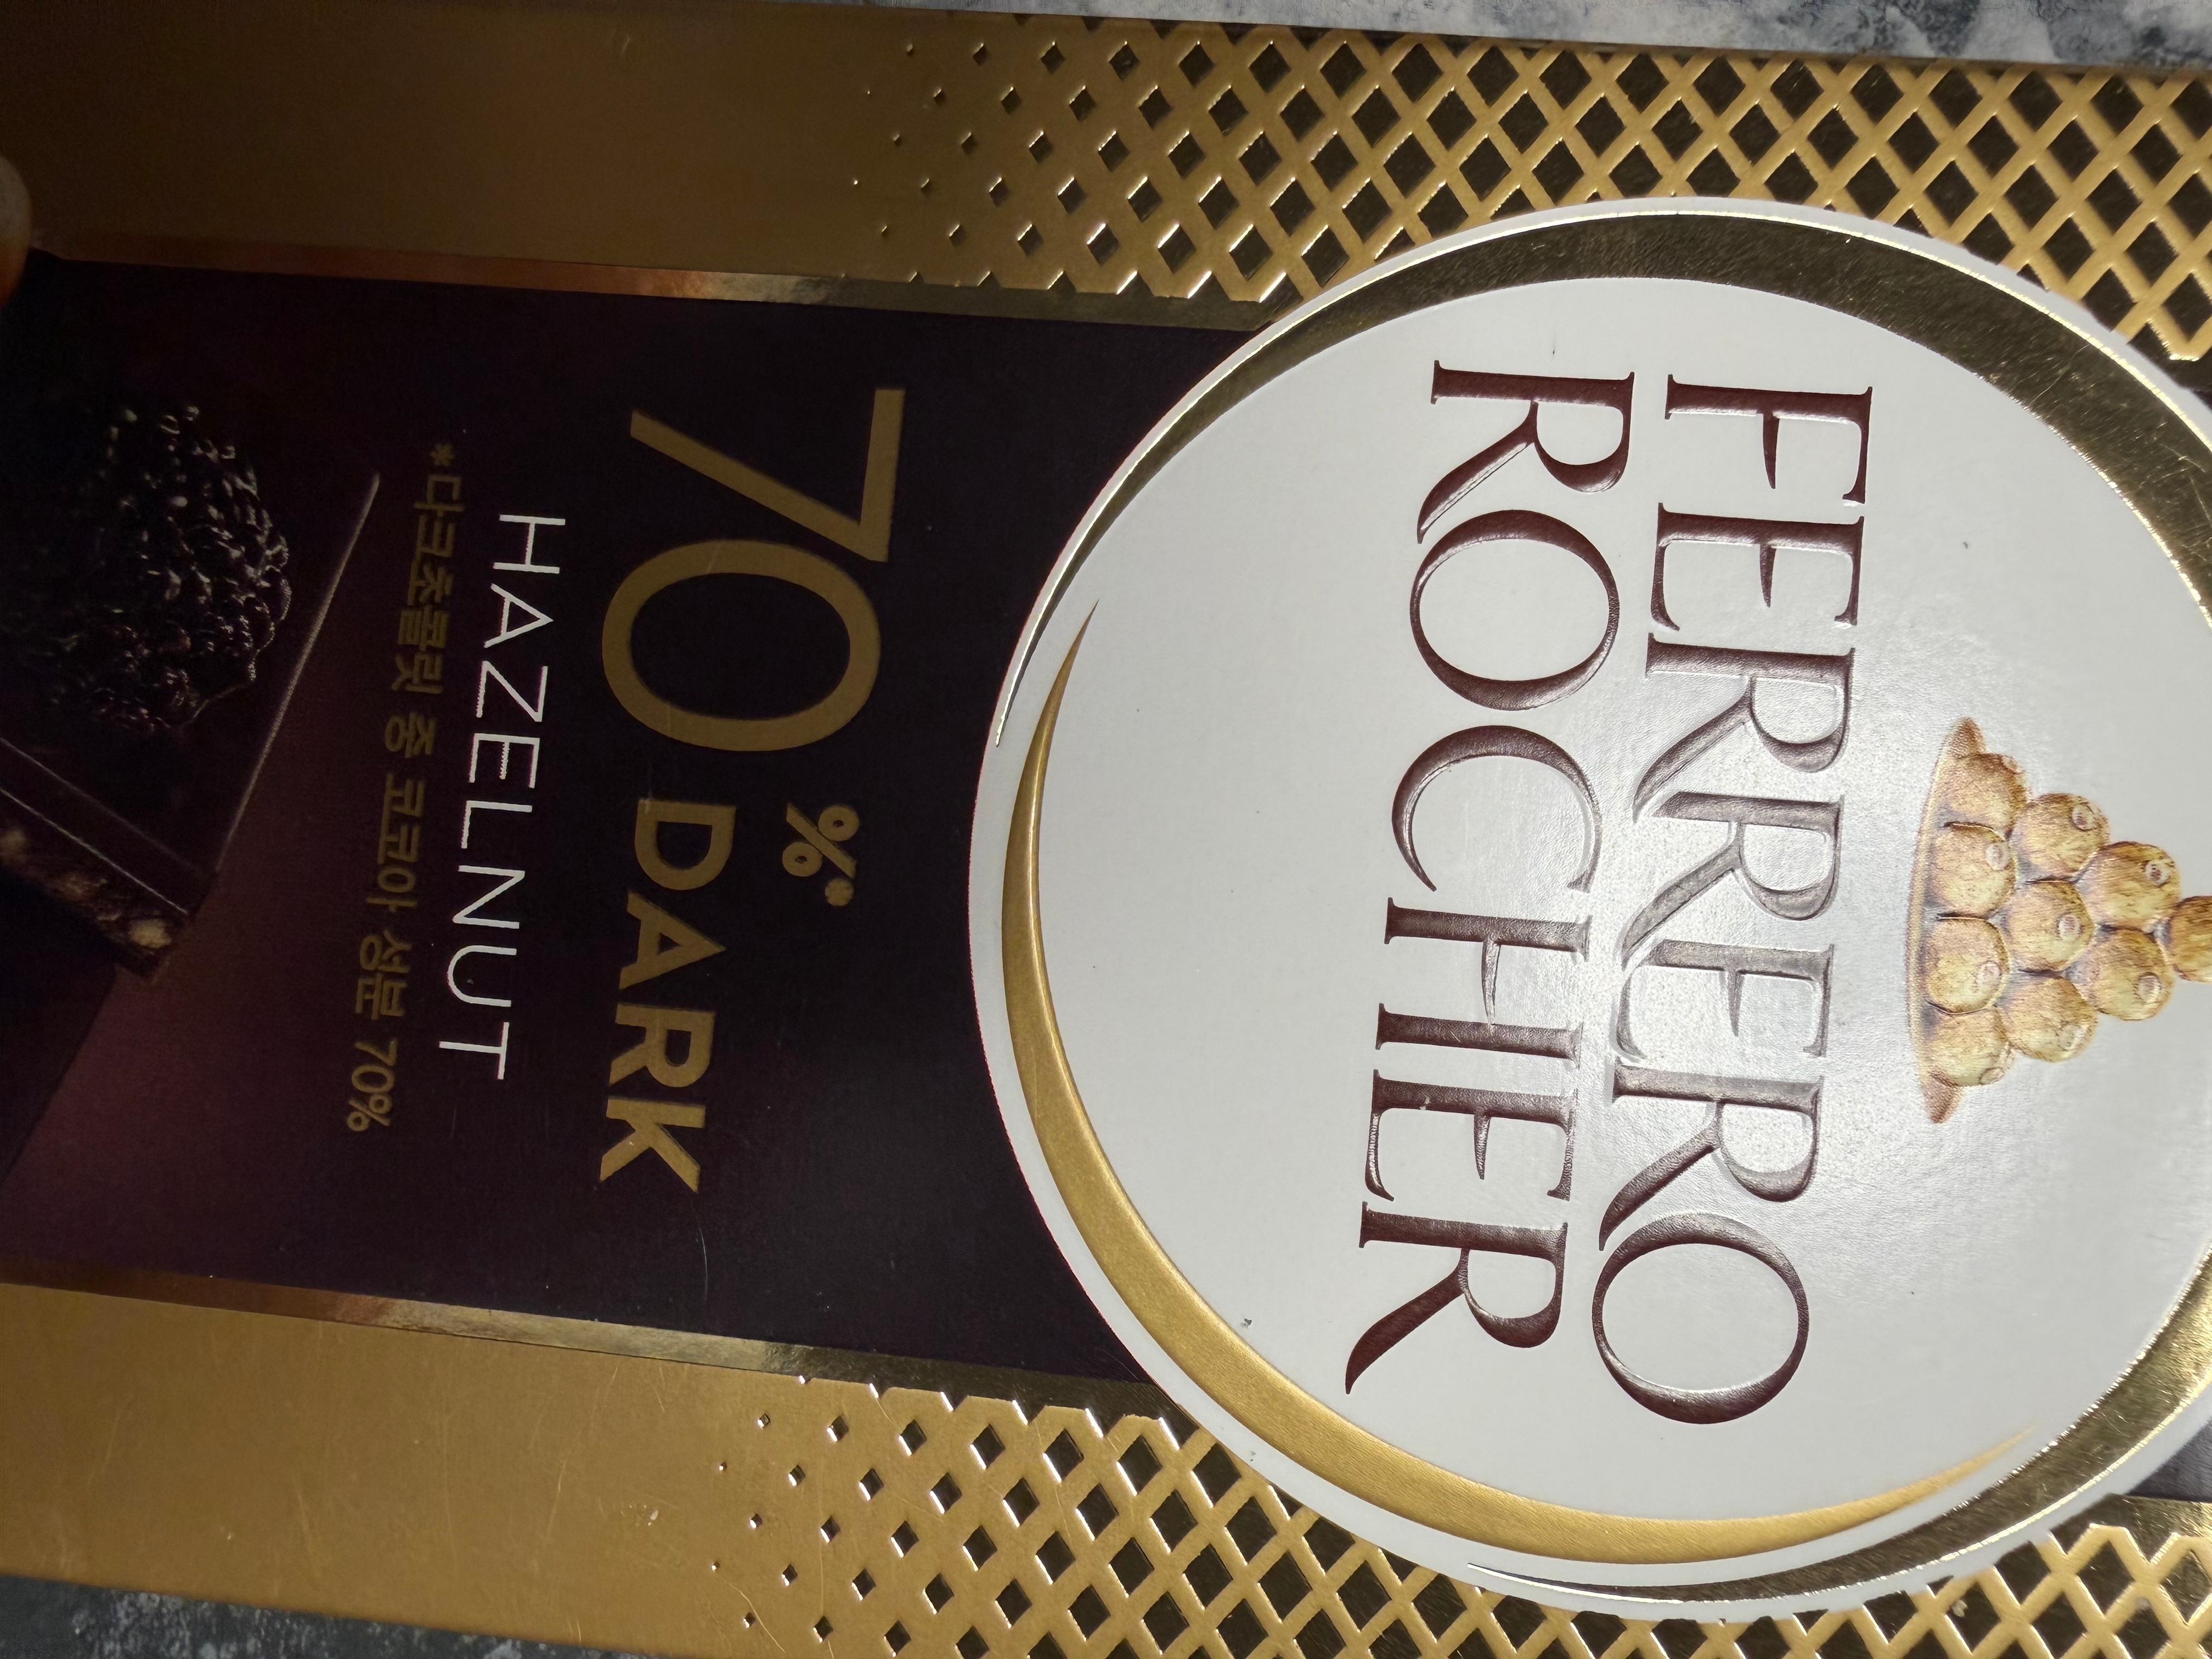 FERRERO
ROCHER
70%*
DARK
HAZELNUT
*다크초콜릿 중 코코아 성분 70%